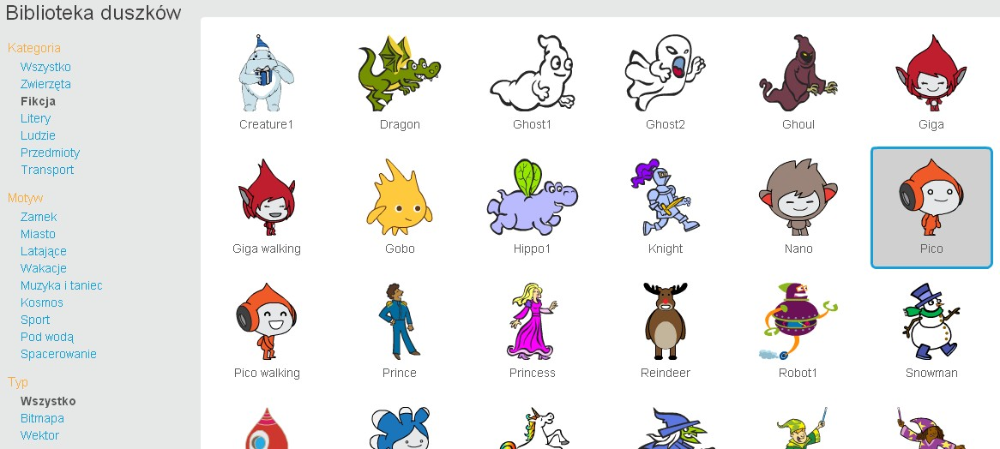 Biblioteka duszków
Kategoria
Wszystko
Zwierzęta
Fikcja
Litery
Ludzie
Przedmioty
Transport
Motyw
Zamek
Miasto
Latające
Wakacje
Muzyka i taniec
Kosmos
Sport
Pod wodą
Spacerowanie
Typ
Wszystko
Bitmapa
Wektor
Creature1 Dragon Ghost1 Ghost2 Ghoul Giga
Giga walking Gobo Hippo1 Knight Nano Pico
Pico walking Prince Princess Reindeer Robot1 Snowman